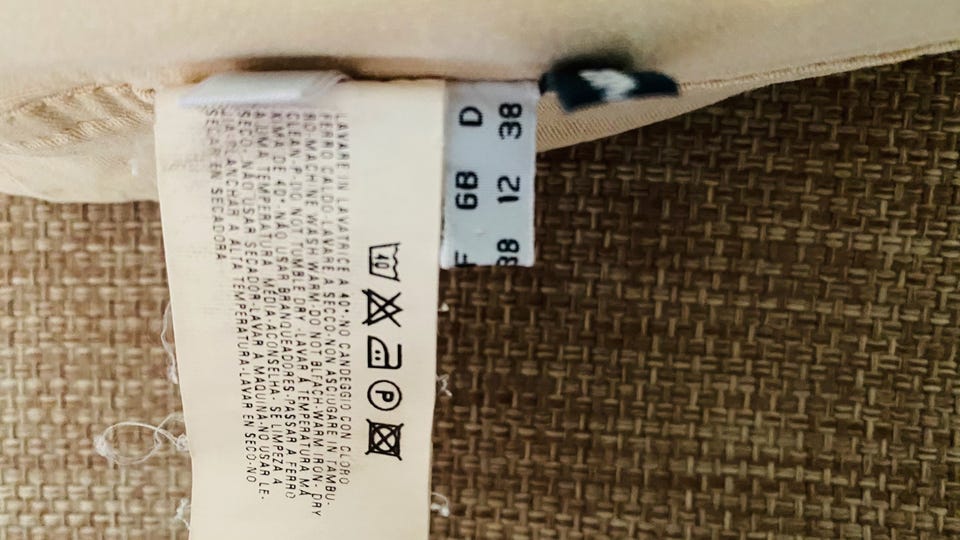 F GB D
38 12 38
40 P
LAVARE IN LAVATRICE A 40°-NO CANDEGGIO CON CLORO
FERRO CALDO.LAVARE A SECCO-NON ASCIUGARE IN TAMBU-
RO-MACHINE WASH WARM-DO NOT BLEACH-WARM IRON- DRY
CLEAN-P DO NOT TUMBLE DRY -LAVAR À TEMPERATURA MÁ
XIMA DE 40°-NÃO USAR BRANQUEADORES-PASSAR A FERRO
A UMA TEMPERATURA MÉDIA-ACONSELHA-SE LIMPEZA A
SECO- NÃO USAR SECADOR-LAVAR A MAQUINA-NO USAR LE-
JIA-PLANCHAR A ALTA TEMPERATURA-LAVAR EN SECO-NO
SECAR EN SECADORA